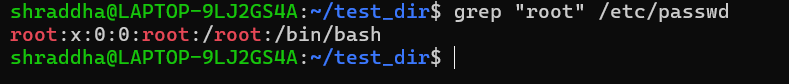 shraddha@LAPTOP-9LJ2GS4A:~/test_dir$ grep "root" /etc/passwd
root:x:0:0:root:/root:/bin/bash
shraddha@LAPTOP-9LJ2GS4A:~/test_dir$